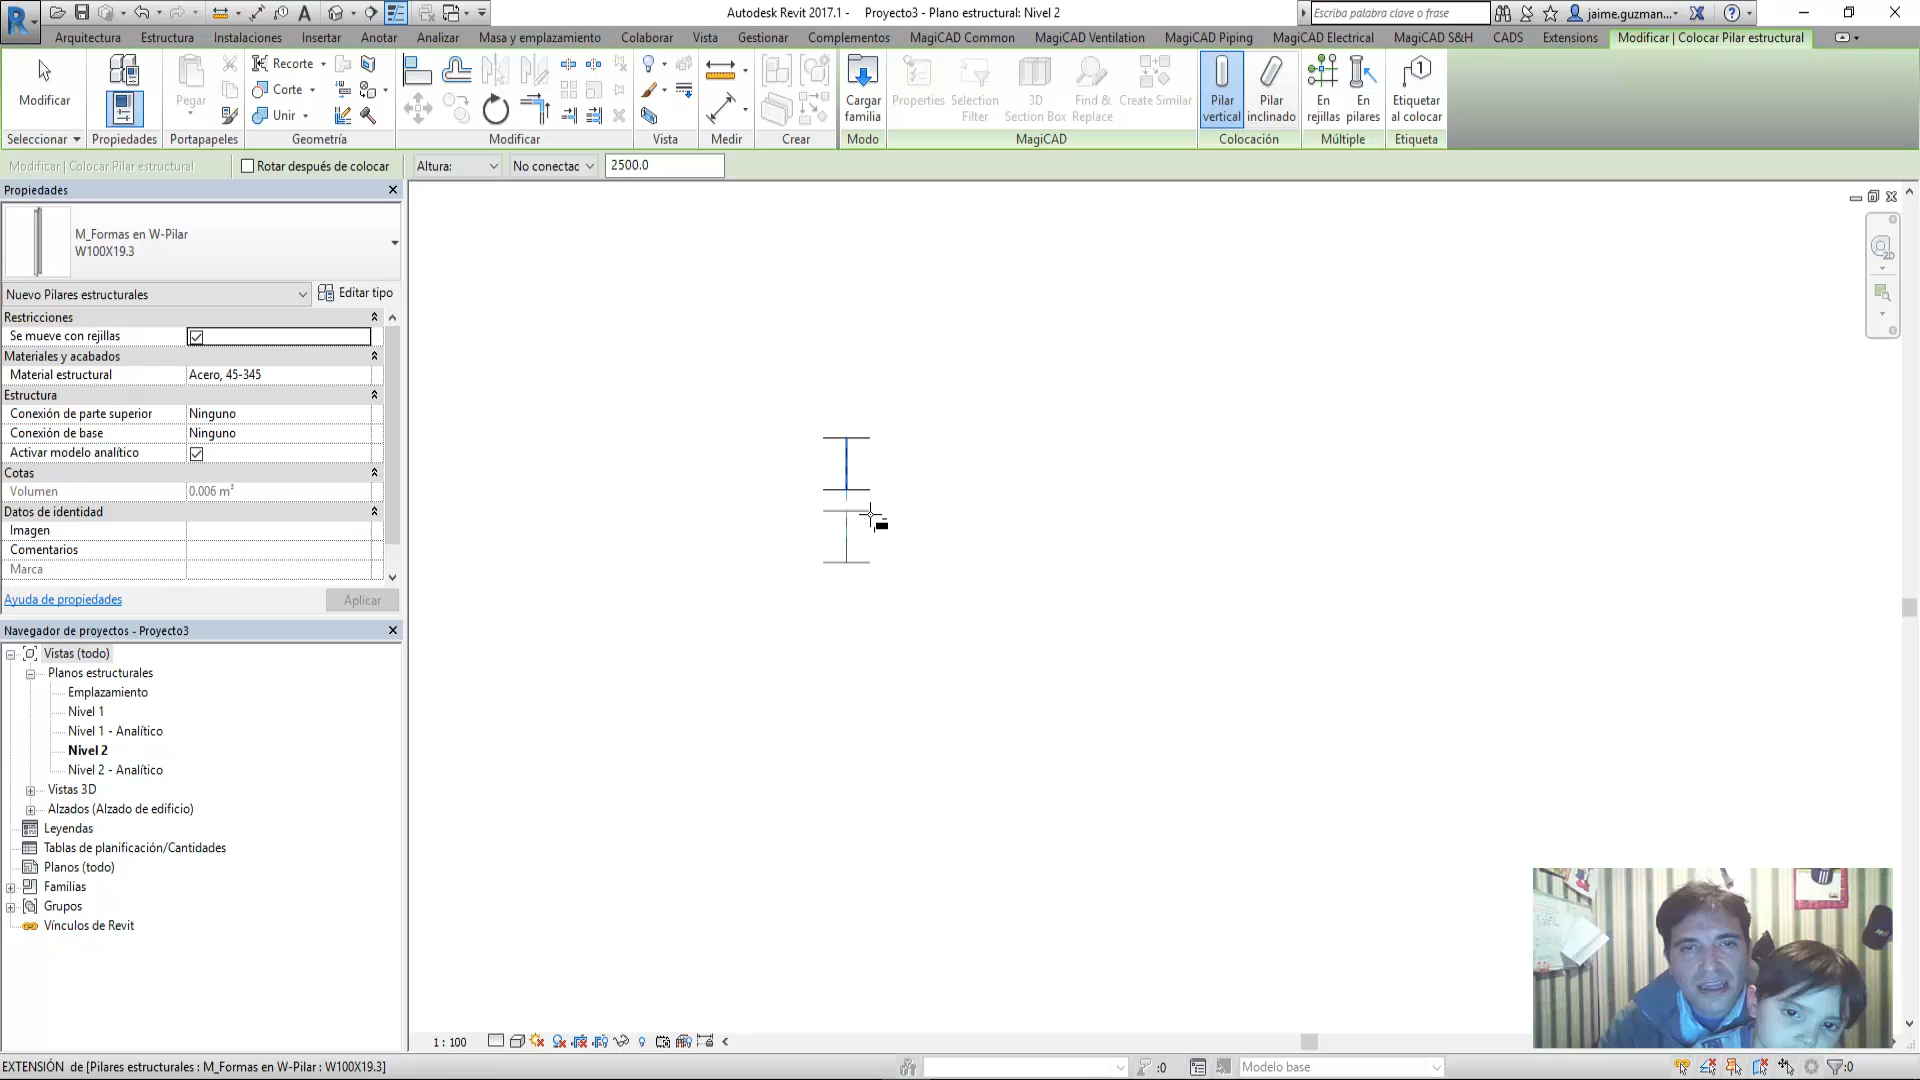 Autodesk Revit 2017.1 - Proyecto3 - Plano estructural: Nivel 2
Escriba palabra clave o frase
jaime.guzman...
Arquitectura Estructura Instalaciones Insertar Anotar Analizar Masa y emplazamiento Colaborar Vista Gestionar Complementos MagiCAD Common MagiCAD Ventilation MagiCAD Piping MagiCAD Electrical MagiCAD S&H CADS Extensions Modificar | Colocar Pilar estructural
Modificar
Pegar
Recorte
Corte
Unir
Cargar familia
Properties
Selection Filter
3D Section Box
Find & Replace
Create Similar
Pilar vertical
Pilar inclinado
En rejillas
En pilares
Etiquetar al colocar
Seleccionar Propiedades Portapapeles Geometría Modificar Vista Medir Crear Modo MagiCAD Colocación Múltiple Etiqueta
Modificar | Colocar Pilar estructural Rotar después de colocar Altura: No conectac 2500.0
Propiedades
M_Formas en W-Pilar
W100X19.3
Nuevo Pilares estructurales Editar tipo
Restricciones
Se mueve con rejillas
Materiales y acabados
Material estructural Acero, 45-345
Estructura
Conexión de parte superior Ninguno
Conexión de base Ninguno
Activar modelo analítico
Cotas
Volumen 0.006 m³
Datos de identidad
Imagen
Comentarios
Marca
Ayuda de propiedades Aplicar
Navegador de proyectos - Proyecto3
Vistas (todo)
Planos estructurales
Emplazamiento
Nivel 1
Nivel 1 - Analítico
Nivel 2
Nivel 2 - Analítico
Vistas 3D
Alzados (Alzado de edificio)
Leyendas
Tablas de planificación/Cantidades
Planos (todo)
Familias
Grupos
Vínculos de Revit
1 : 100
EXTENSIÓN de [Pilares estructurales : M_Formas en W-Pilar : W100X19.3] :0 Modelo base :0
2D